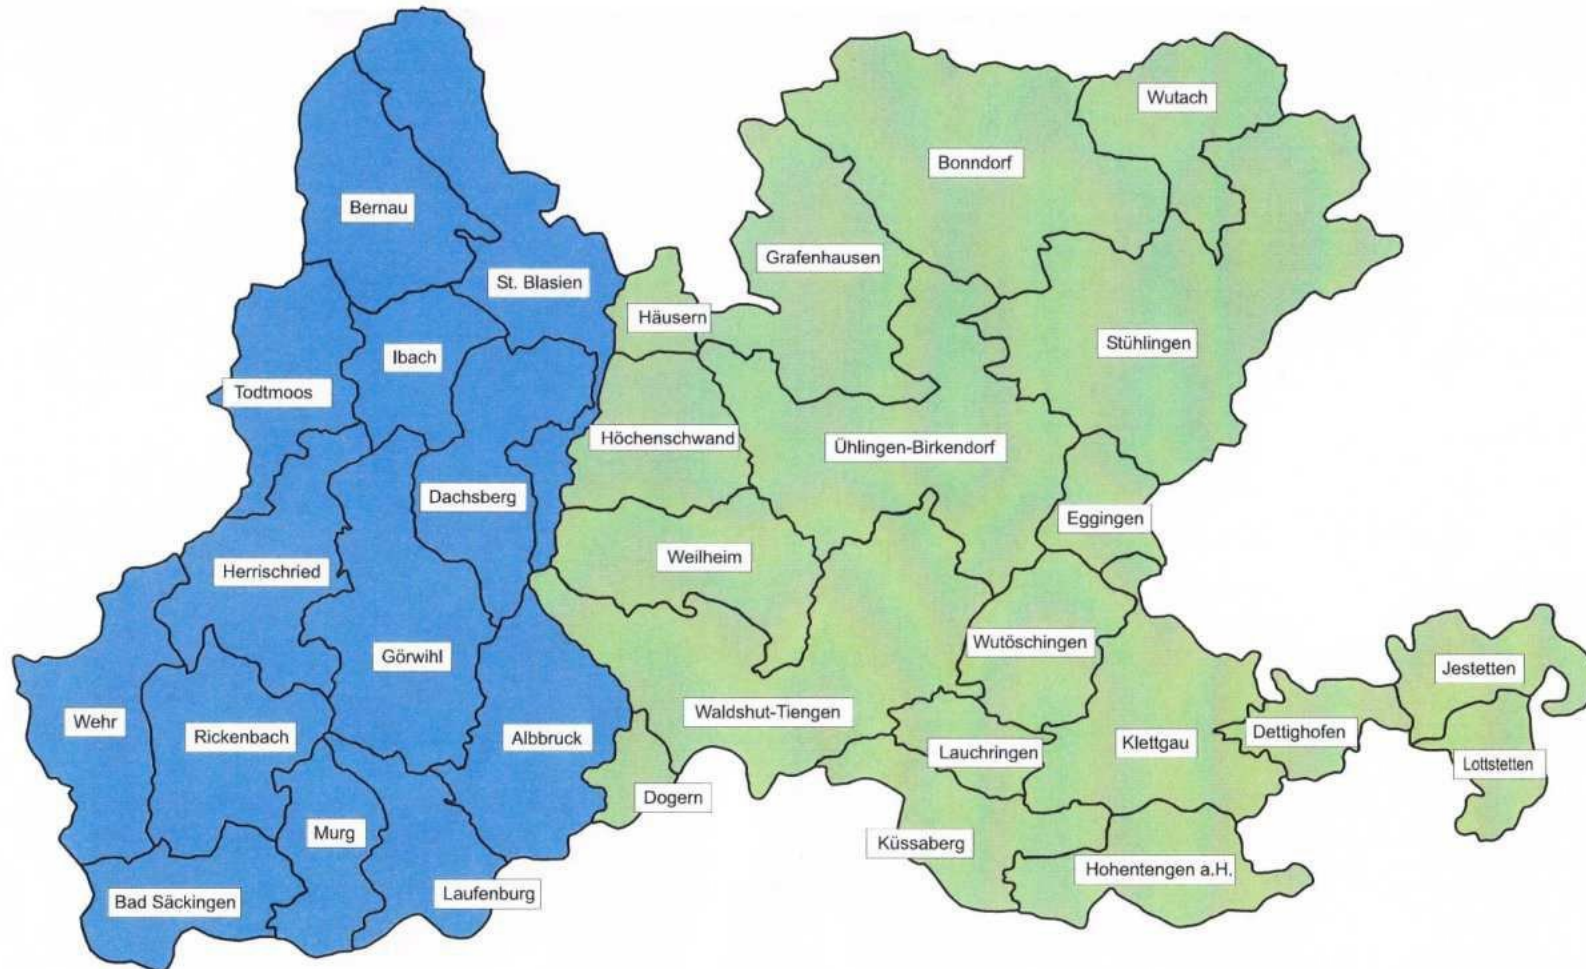 Wutach
Bonndorf
Bernau
Grafenhausen
St. Blasien
Häusern
Stühlingen
Ibach
Todtmoos
Höchenschwand
Ühlingen-Birkendorf
Dachsberg
Eggingen
Weilheim
Herrischried
Wutöschingen
Görwihl
Jestetten
Waldshut-Tiengen
Wehr
Rickenbach
Albbruck
Dettighofen
Klettgau
Lauchringen
Lottstetten
Dogern
Murg
Küssaberg
Hohentengen a.H.
Laufenburg
Bad Säckingen